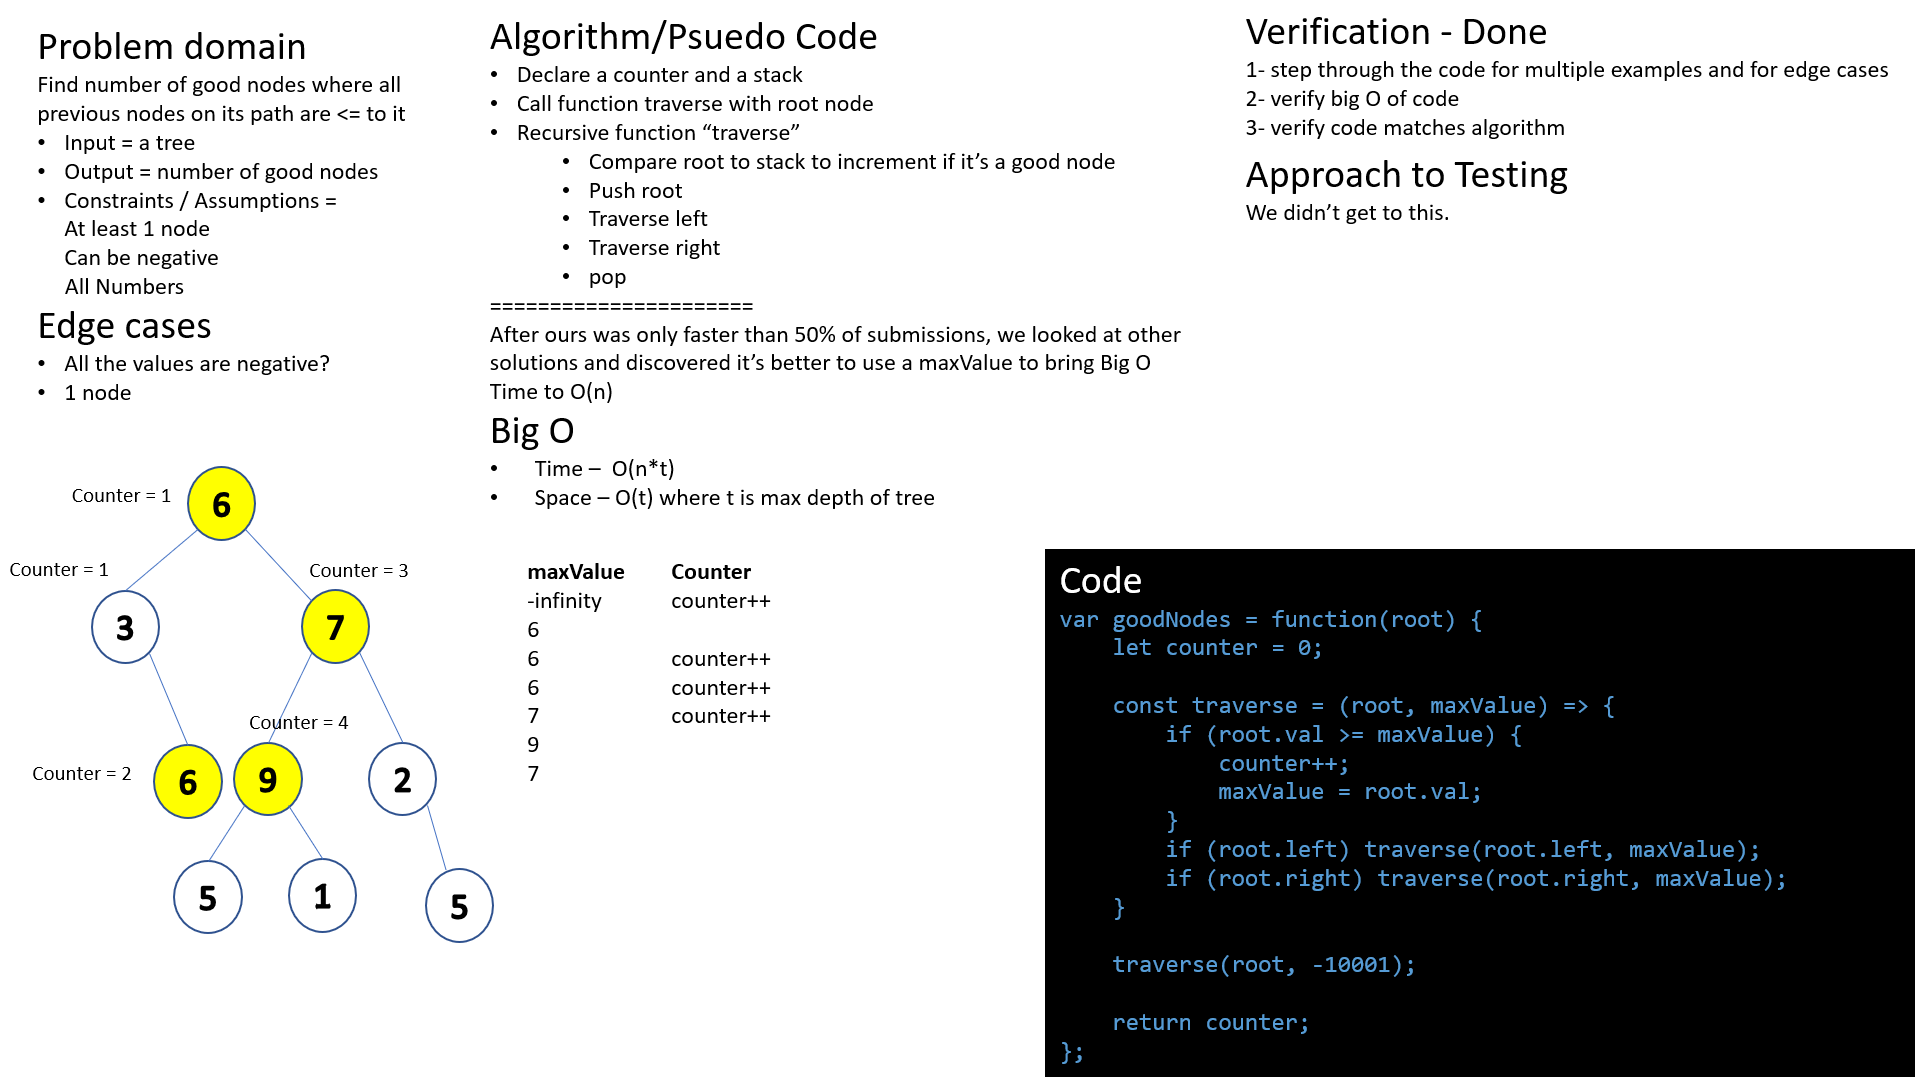 Problem domain
Find number of good nodes where all
previous nodes on its path are <= to it
• Input = a tree
• Output = number of good nodes
• Constraints / Assumptions =
At least 1 node
Can be negative
All Numbers
Edge cases
• All the values are negative?
• 1 node
Counter = 1
6
Counter = 1
Counter = 3
3
7
Counter = 4
Counter = 2
6
9
2
5
1
5
Algorithm/Psuedo Code
• Declare a counter and a stack
• Call function traverse with root node
• Recursive function “traverse”
• Compare root to stack to increment if it’s a good node
• Push root
• Traverse left
• Traverse right
• pop
======================
After ours was only faster than 50% of submissions, we looked at other
solutions and discovered it’s better to use a maxValue to bring Big O
Time to O(n)
Big O
• Time – O(n*t)
• Space – O(t) where t is max depth of tree
maxValue Counter
-infinity counter++
6
6 counter++
6 counter++
7 counter++
9
7
Verification - Done
1- step through the code for multiple examples and for edge cases
2- verify big O of code
3- verify code matches algorithm
Approach to Testing
We didn’t get to this.
Code
var goodNodes = function(root) {
    let counter = 0;
    const traverse = (root, maxValue) => {
        if (root.val >= maxValue) {
            counter++;
            maxValue = root.val;
        }
        if (root.left) traverse(root.left, maxValue);
        if (root.right) traverse(root.right, maxValue);
    }
    traverse(root, -10001);
    return counter;
};